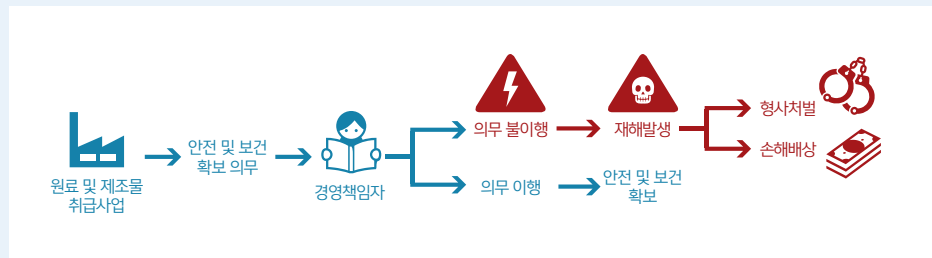 원료 및 제조물
취급사업
안전 및 보건
확보 의무
경영책임자
의무 불이행
재해발생
형사처벌
손해배상
의무 이행
안전 및 보건
확보